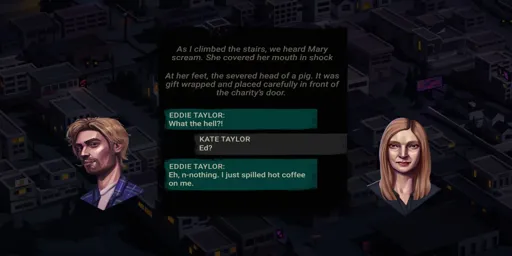 As I climbed the stairs, we heard Mary
scream. She covered her mouth in shock
At her feet, the severed head of a pig. It was
gift wrapped and placed carefully in front of
the charity's door.
EDDIE TAYLOR:
What the hell?!
KATE TAYLOR
Ed?
EDDIE TAYLOR:
Eh, n-nothing. I just spilled hot coffee
on me.